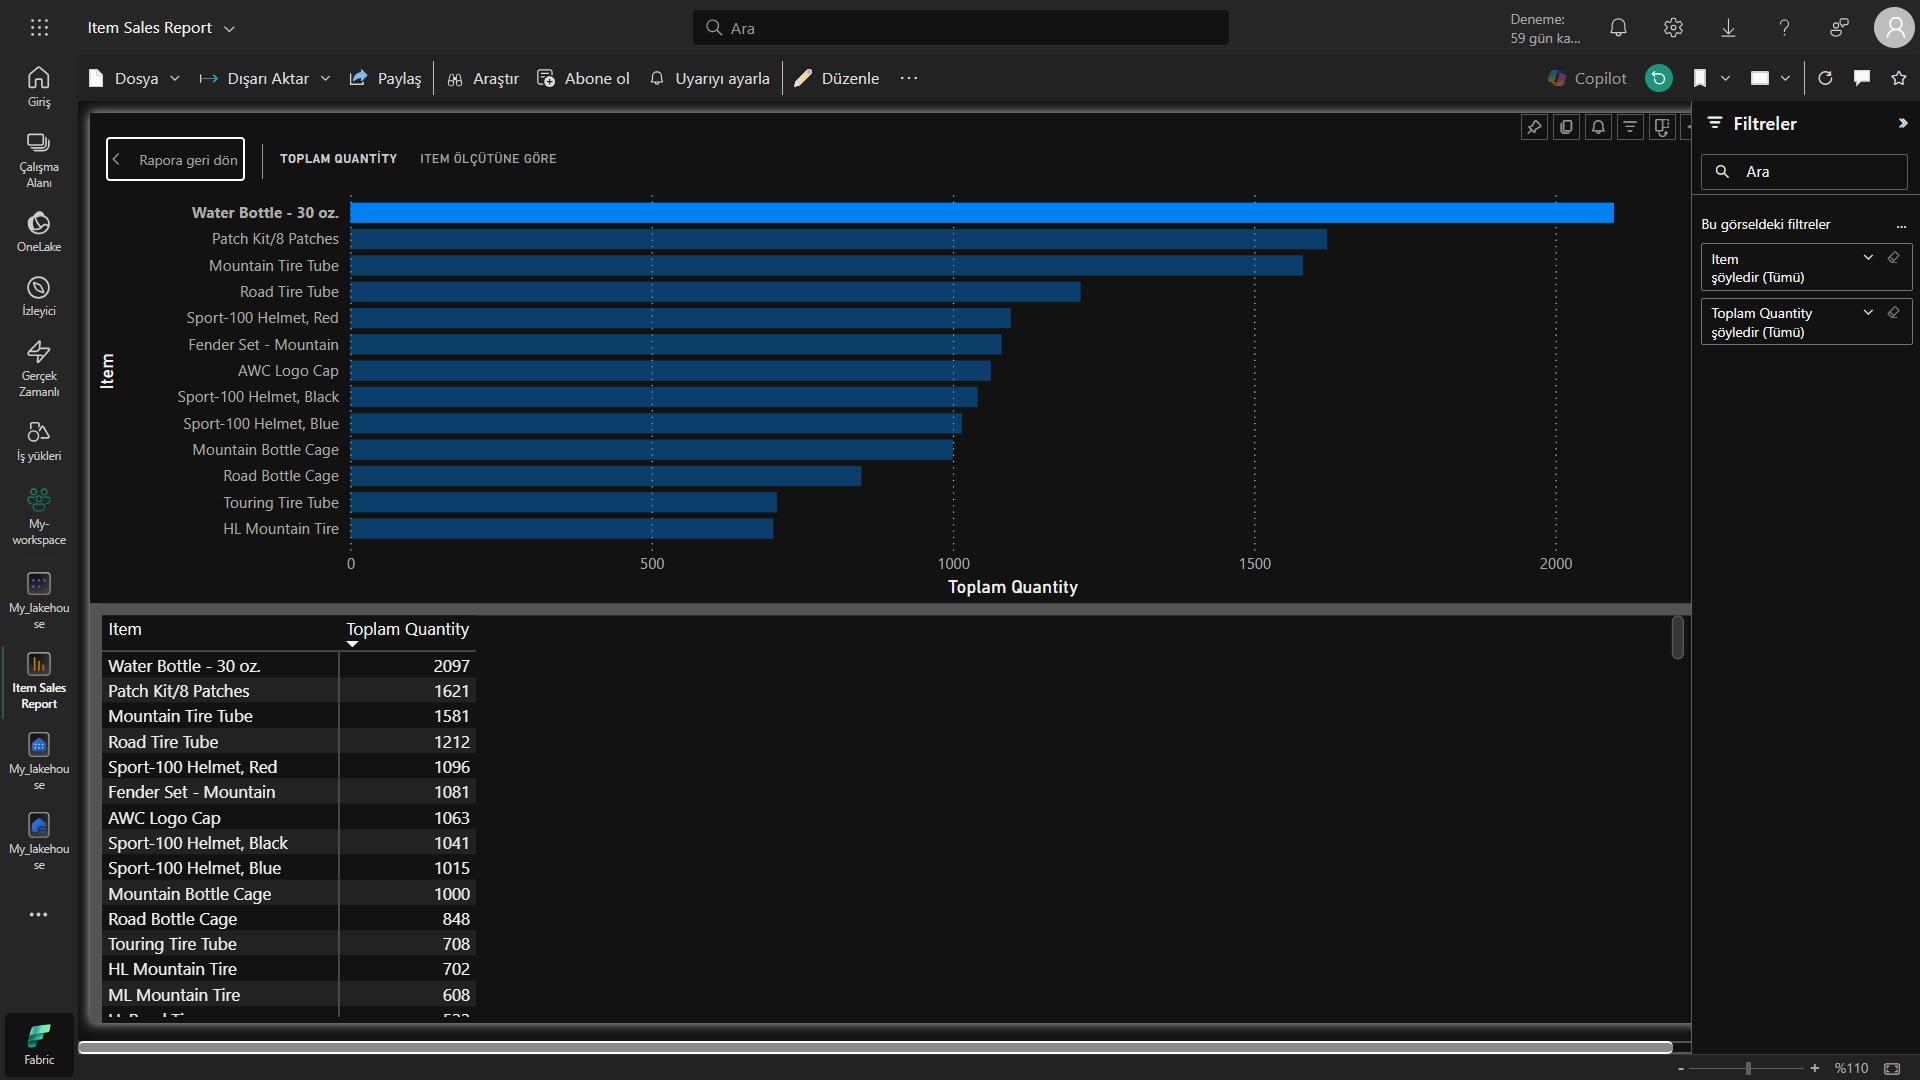 Item Sales Report
Ara
Deneme:
59 gün ka...
Giriş
Çalışma
Alanı
OneLake
İzleyici
Gerçek
Zamanlı
İş yükleri
My-
workspace
My_lakehou
se
Item Sales
Report
My_lakehou
se
My_lakehou
se
Fabric
Dosya
Dışarı Aktar
Paylaş
Araştır
Abone ol
Uyarıyı ayarla
Düzenle
Copilot
Rapora geri dön
TOPLAM QUANTİTY
ITEM ÖLÇÜTÜNE GÖRE
Item
Water Bottle - 30 oz.
Patch Kit/8 Patches
Mountain Tire Tube
Road Tire Tube
Sport-100 Helmet, Red
Fender Set - Mountain
AWC Logo Cap
Sport-100 Helmet, Black
Sport-100 Helmet, Blue
Mountain Bottle Cage
Road Bottle Cage
Touring Tire Tube
HL Mountain Tire
0 500 1000 1500 2000
Toplam Quantity
Item Toplam Quantity
Water Bottle - 30 oz. 2097
Patch Kit/8 Patches 1621
Mountain Tire Tube 1581
Road Tire Tube 1212
Sport-100 Helmet, Red 1096
Fender Set - Mountain 1081
AWC Logo Cap 1063
Sport-100 Helmet, Black 1041
Sport-100 Helmet, Blue 1015
Mountain Bottle Cage 1000
Road Bottle Cage 848
Touring Tire Tube 708
HL Mountain Tire 702
ML Mountain Tire 608
Filtreler
Ara
Bu görseldeki filtreler
...
Item
şöyledir (Tümü)
Toplam Quantity
şöyledir (Tümü)
- + %110